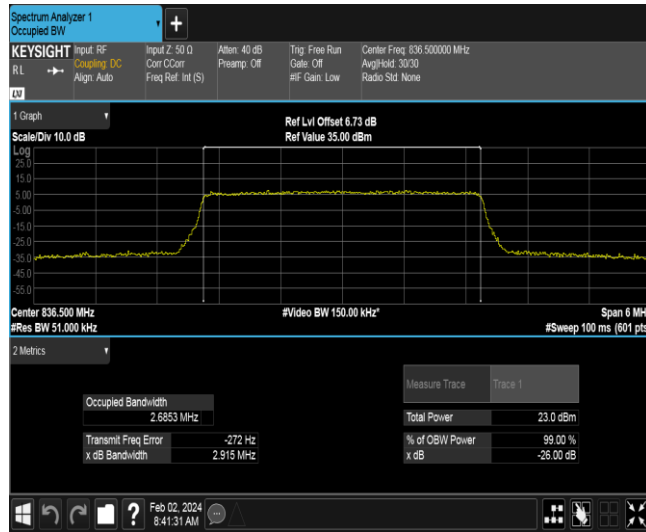 Spectrum Analyzer 1
Occupied BW
+
KEYSIGHT
R L
LXI
Input: RF
Coupling: DC
Align: Auto
Input Z: 50 Ω
Corr CCorr
Freq Ref: Int (S)
Atten: 40 dB
Preamp: Off
Trig: Free Run
Gate: Off
#IF Gain: Low
Center Freq: 836.500000 MHz
Avg|Hold: 30/30
Radio Std: None
1 Graph
Scale/Div 10.0 dB
Ref Lvl Offset 6.73 dB
Ref Value 35.00 dBm
Log
25.0
15.0
5.00
-5.00
-15.0
-25.0
-35.0
-45.0
-55.0
Center 836.500 MHz
#Res BW 51.000 kHz
#Video BW 150.00 kHz*
Span 6 MH
#Sweep 100 ms (601 pts
2 Metrics
Measure Trace Trace 1
Occupied Bandwidth
2.6853 MHz
Total Power 23.0 dBm
Transmit Freq Error -272 Hz
% of OBW Power 99.00 %
x dB Bandwidth 2.915 MHz
x dB -26.00 dB
?
Feb 02, 2024
8:41:31 AM